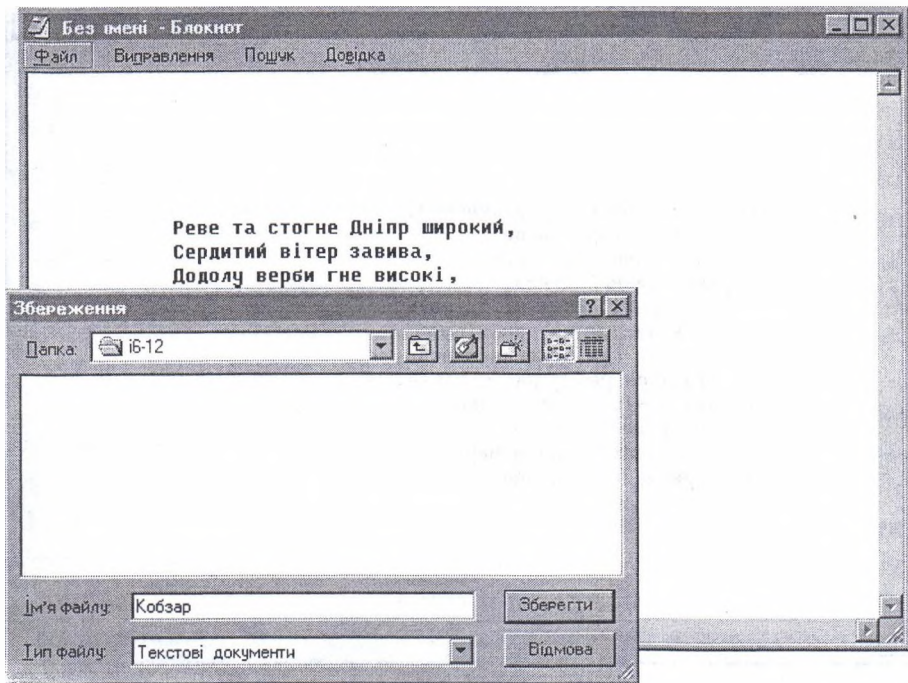 Без імені - Блокнот
Файл Виправлення Пошук Довідка
Реве та стогне Дніпр широкий,
Сердитий вітер завива,
Додолу верби гне високі,
Збереження
Папка: i6-12
Ім'я файлу: Кобзар Зберегти
Тип файлу: Текстові документи Відмова